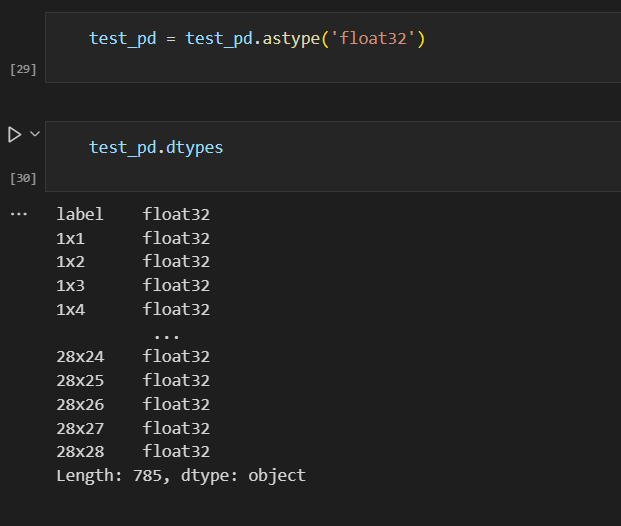 test_pd = test_pd.astype('float32')
[29]
test_pd.dtypes
[30]
label    float32
1x1      float32
1x2      float32
1x3      float32
1x4      float32
          ...
28x24    float32
28x25    float32
28x26    float32
28x27    float32
28x28    float32
Length: 785, dtype: object